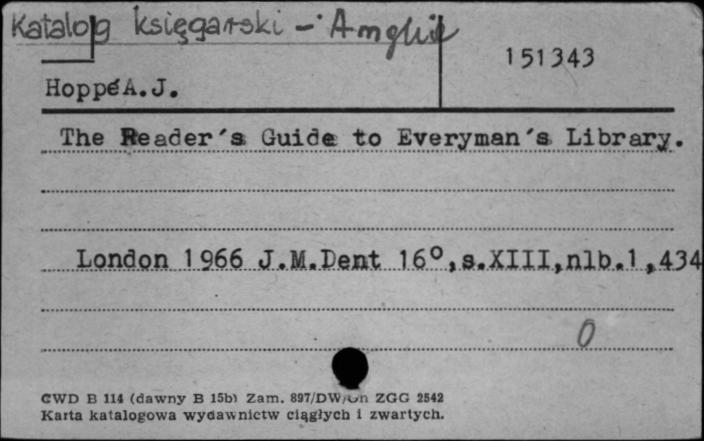 Katalog księgarski - Anglia
151343
Hoppé A.J.
The Reader's Guide to Everyman's Library.
London 1966 J.M.Dent 16°,s.XIII,nlb.1,434
0
CWD B 114 (dawny B 15b) Zam. 897/DW/Gn ZGG 2542
Karta katalogowa wydawnictw ciągłych i zwartych.